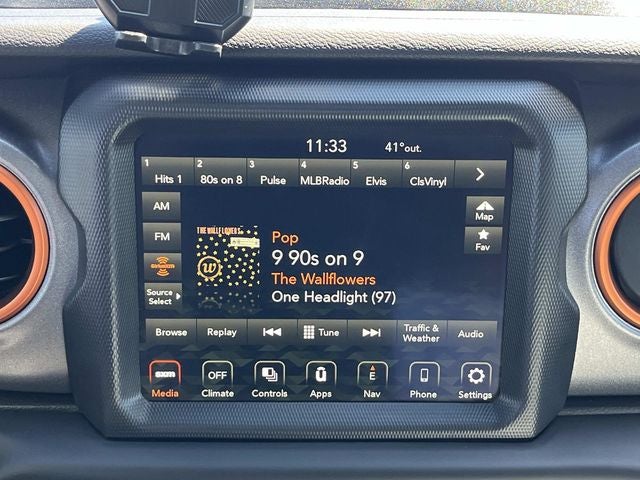 11:33 41°out.
1 2 3 4 5 6
Hits 1 80s on 8 Pulse MLBRadio Elvis ClsVinyl
AM
Map
FM
Fav
siriusxm
Source
Select
THE WALLFLOWERS
w
Pop
9 90s on 9
The Wallflowers
One Headlight (97)
Browse Replay Tune Traffic &
Weather Audio
sxm OFF E
Media Climate Controls Apps Nav Phone Settings